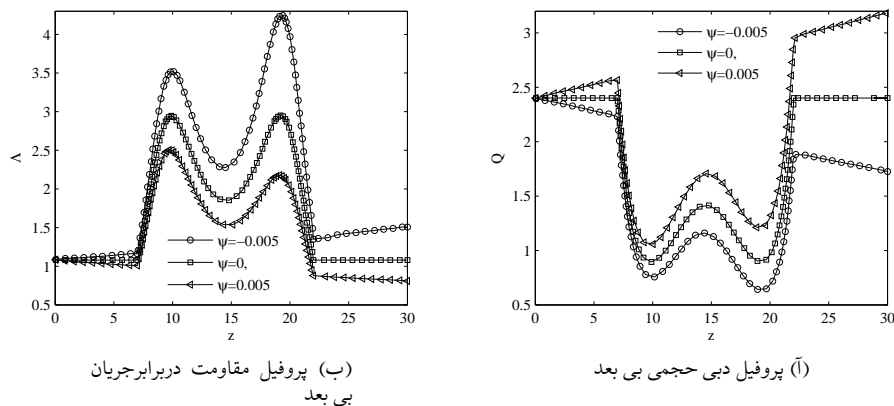 Λ
4
3.5
3
2.5
2
1.5
1
0.5
0
5
10
15
20
25
30
z
ψ=−0.005
ψ=0,
ψ=0.005
(ب) پروفیل مقاومت دربرابرجریان
بی بعد
Q
3
2.5
2
1.5
1
0.5
0
5
10
15
20
25
30
z
ψ=−0.005
ψ=0,
ψ=0.005
(آ) پروفیل دبی حجمی بی بعد